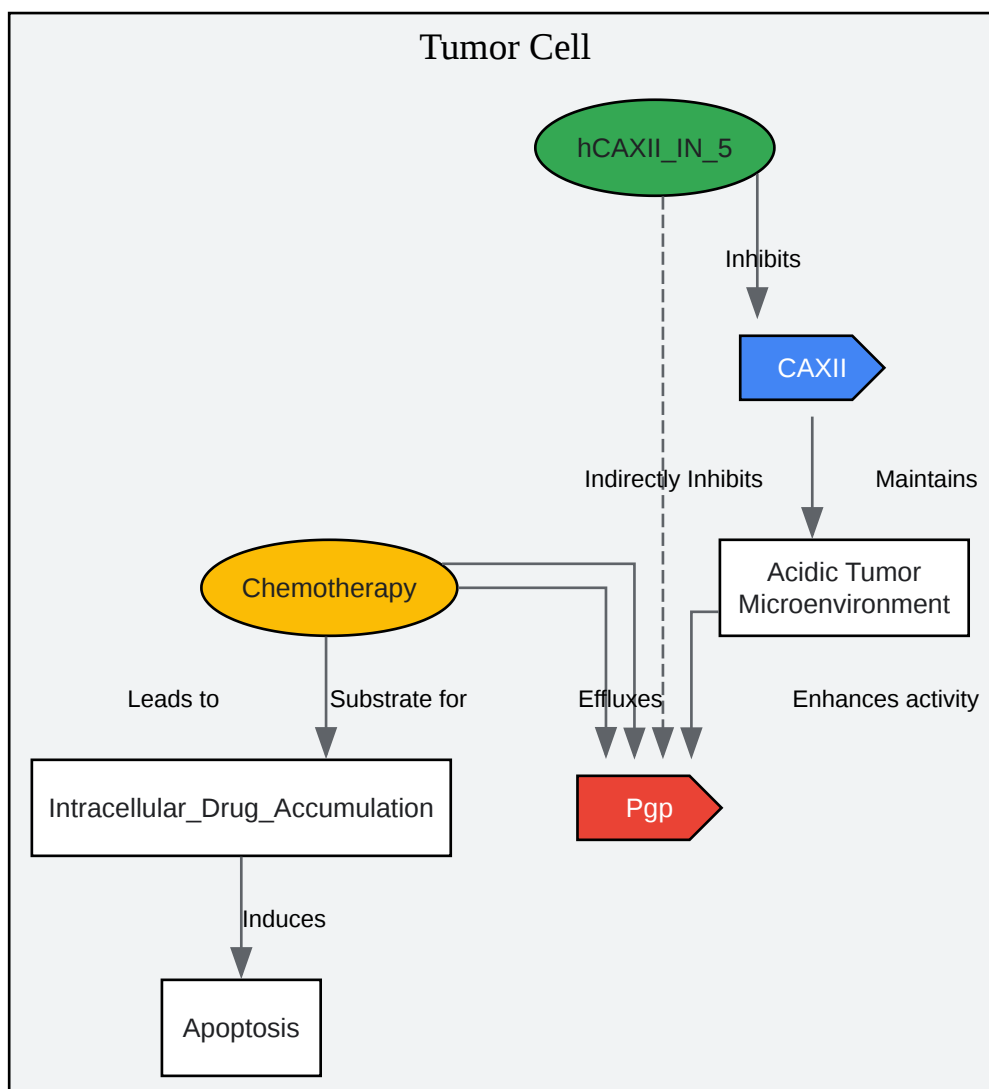 Tumor Cell
hCAXII_IN_5
Inhibits
CAXII
Indirectly Inhibits
Maintains
Chemotherapy
Acidic Tumor
Microenvironment
Leads to
Substrate for
Effluxes
Enhances activity
Intracellular_Drug_Accumulation
Pgp
Induces
Apoptosis